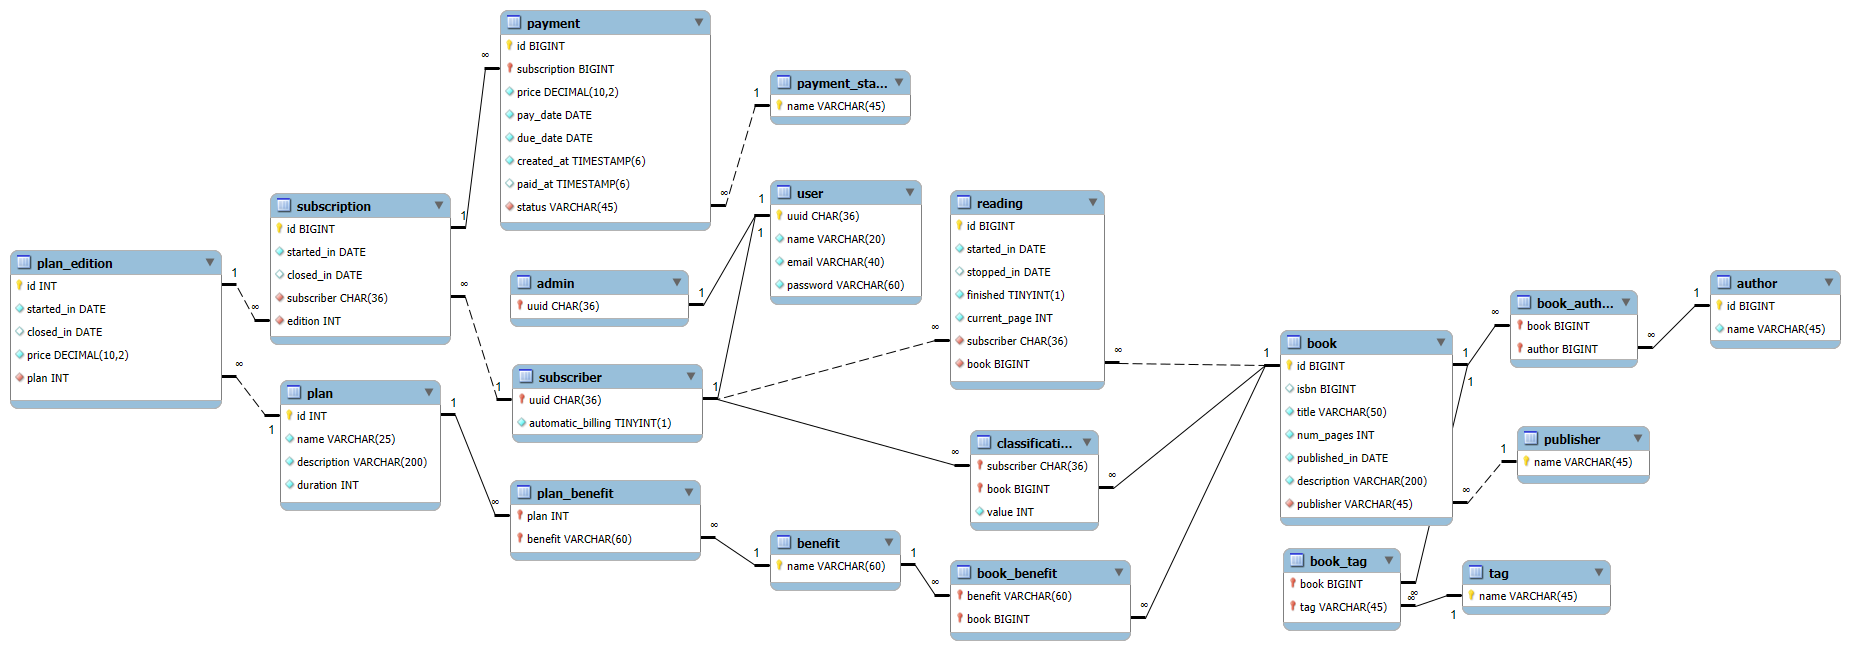 payment
id BIGINT
subscription BIGINT
price DECIMAL(10,2)
pay_date DATE
due_date DATE
created_at TIMESTAMP(6)
paid_at TIMESTAMP(6)
status VARCHAR(45)
∞
1
∞
payment_sta...
name VARCHAR(45)
1
subscription
id BIGINT
started_in DATE
closed_in DATE
subscriber CHAR(36)
edition INT
∞
∞
1
plan_edition
id INT
started_in DATE
closed_in DATE
price DECIMAL(10,2)
plan INT
1
∞
plan
id INT
name VARCHAR(25)
description VARCHAR(200)
duration INT
1
1
user
uuid CHAR(36)
name VARCHAR(20)
email VARCHAR(40)
password VARCHAR(60)
1
1
admin
uuid CHAR(36)
1
subscriber
uuid CHAR(36)
automatic_billing TINYINT(1)
1
plan_benefit
plan INT
benefit VARCHAR(60)
∞
∞
benefit
name VARCHAR(60)
1
1
reading
id BIGINT
started_in DATE
stopped_in DATE
finished TINYINT(1)
current_page INT
subscriber CHAR(36)
book BIGINT
∞
∞
classificati...
subscriber CHAR(36)
book BIGINT
value INT
∞
∞
book_benefit
benefit VARCHAR(60)
book BIGINT
∞
∞
book
id BIGINT
isbn BIGINT
title VARCHAR(50)
num_pages INT
published_in DATE
description VARCHAR(200)
publisher VARCHAR(45)
1
1
1
∞
book_auth...
book BIGINT
author BIGINT
∞
∞
author
id BIGINT
name VARCHAR(45)
1
publisher
name VARCHAR(45)
1
book_tag
book BIGINT
tag VARCHAR(45)
∞
∞
tag
name VARCHAR(45)
1